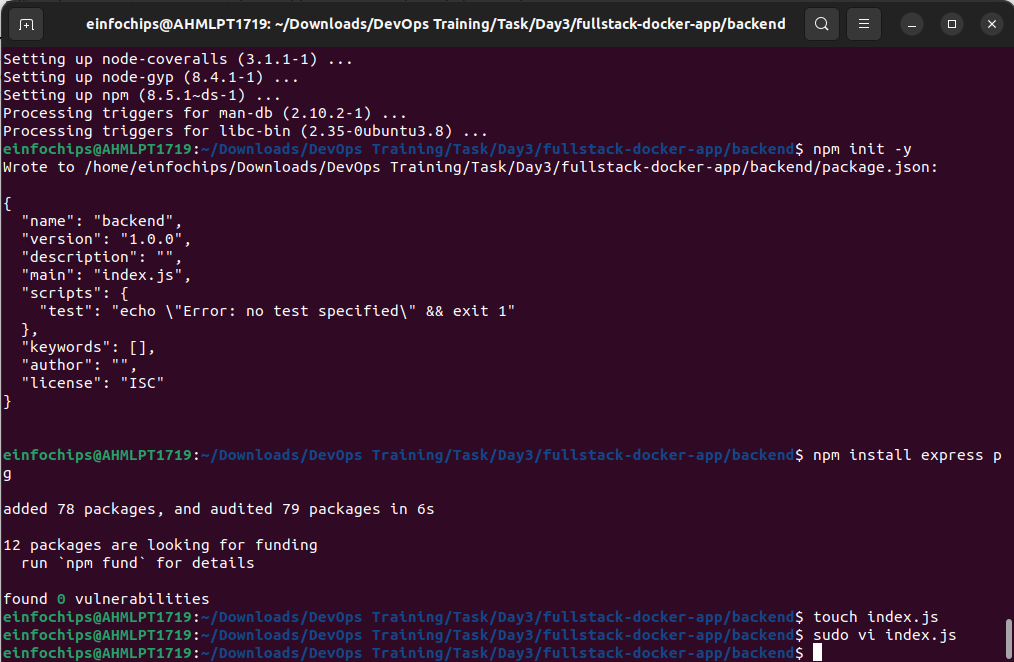 einfochips@AHMLPT1719: ~/Downloads/DevOps Training/Task/Day3/fullstack-docker-app/backend
Setting up node-coveralls (3.1.1-1) ...
Setting up node-gyp (8.4.1-1) ...
Setting up npm (8.5.1~ds-1) ...
Processing triggers for man-db (2.10.2-1) ...
Processing triggers for libc-bin (2.35-0ubuntu3.8) ...
einfochips@AHMLPT1719:~/Downloads/DevOps Training/Task/Day3/fullstack-docker-app/backend$ npm init -y
Wrote to /home/einfochips/Downloads/DevOps Training/Task/Day3/fullstack-docker-app/backend/package.json:
{
  "name": "backend",
  "version": "1.0.0",
  "description": "",
  "main": "index.js",
  "scripts": {
    "test": "echo \"Error: no test specified\" && exit 1"
  },
  "keywords": [],
  "author": "",
  "license": "ISC"
}
einfochips@AHMLPT1719:~/Downloads/DevOps Training/Task/Day3/fullstack-docker-app/backend$ npm install express p
g
added 78 packages, and audited 79 packages in 6s
12 packages are looking for funding
  run `npm fund` for details
found 0 vulnerabilities
einfochips@AHMLPT1719:~/Downloads/DevOps Training/Task/Day3/fullstack-docker-app/backend$ touch index.js
einfochips@AHMLPT1719:~/Downloads/DevOps Training/Task/Day3/fullstack-docker-app/backend$ sudo vi index.js
einfochips@AHMLPT1719:~/Downloads/DevOps Training/Task/Day3/fullstack-docker-app/backend$